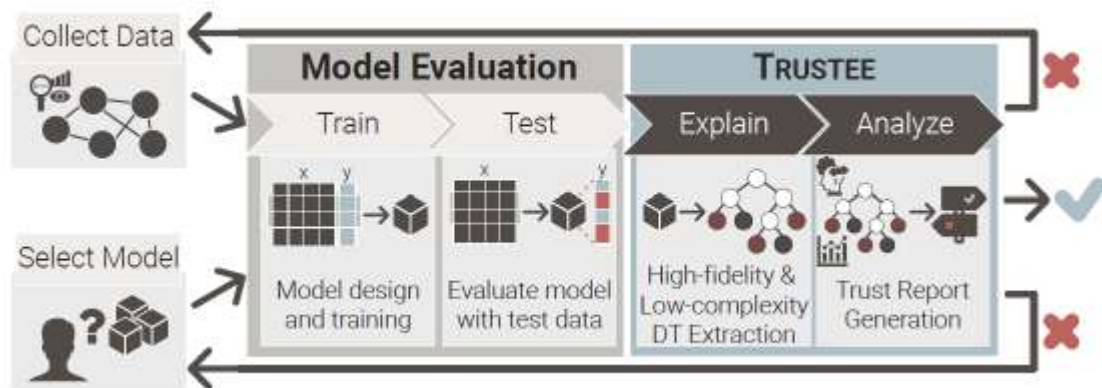 Collect Data
Model Evaluation
TRUSTEE
Train
Test
Explain
Analyze
x y
x
y
Select Model
?
Model design
and training
Evaluate model
with test data
High-fidelity &
Low-complexity
DT Extraction
Trust Report
Generation